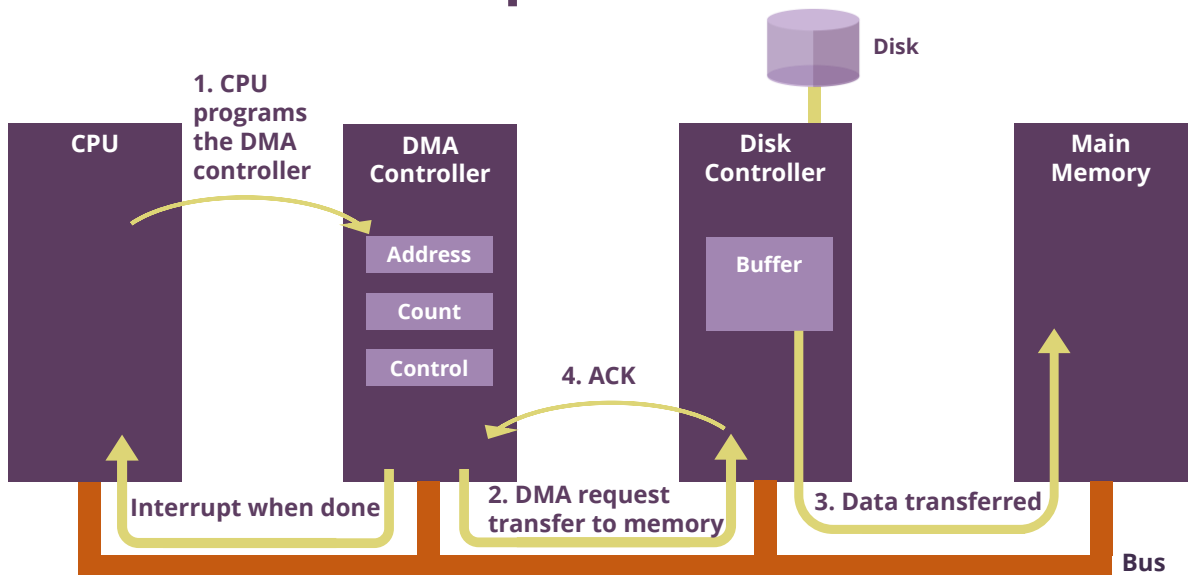 Disk
1. CPU
programs
the DMA
controller
CPU
DMA
Controller
Disk
Controller
Main
Memory
Address
Count
Control
Buffer
4. ACK
Interrupt when done
2. DMA request
transfer to memory
3. Data transferred
Bus